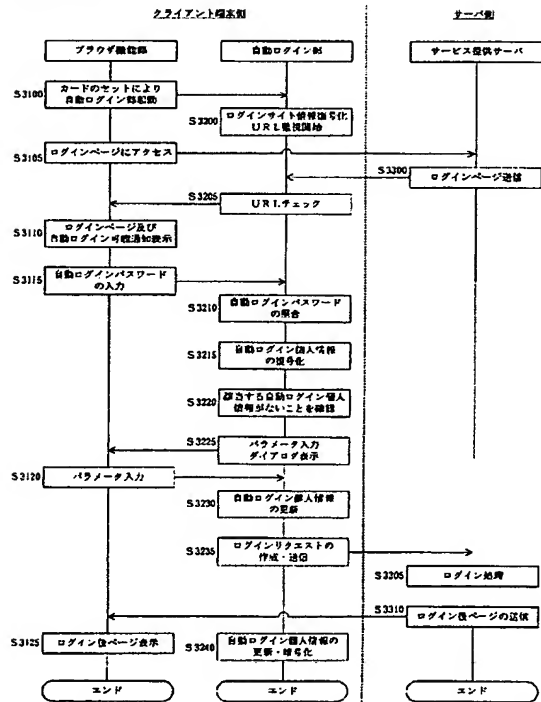 クライアント端末側
サーバ側
ブラウザ機能部
自動ログイン部
サービス提供サーバ
S3100
カードのセットにより
自動ログイン部起動
S3200
ログインサイト情報復号化
URL監視開始
S3105
ログインページにアクセス
S3300
ログインページ送信
S3205
URLチェック
S3110
ログインページ及び
自動ログイン可能通知表示
S3115
自動ログインパスワード
の入力
S3210
自動ログインパスワード
の照合
S3215
自動ログイン個人情報
の復号化
S3220
該当する自動ログイン個人
情報がないことを確認
S3225
パラメータ入力
ダイアログ表示
S3120
パラメータ入力
S3230
自動ログイン個人情報
の更新
S3235
ログインリクエストの
作成・送信
S3305
ログイン処理
S3310
ログイン後ページの送信
S3125
ログイン後ページ表示
S3240
自動ログイン個人情報の
更新・暗号化
エンド
エンド
エンド